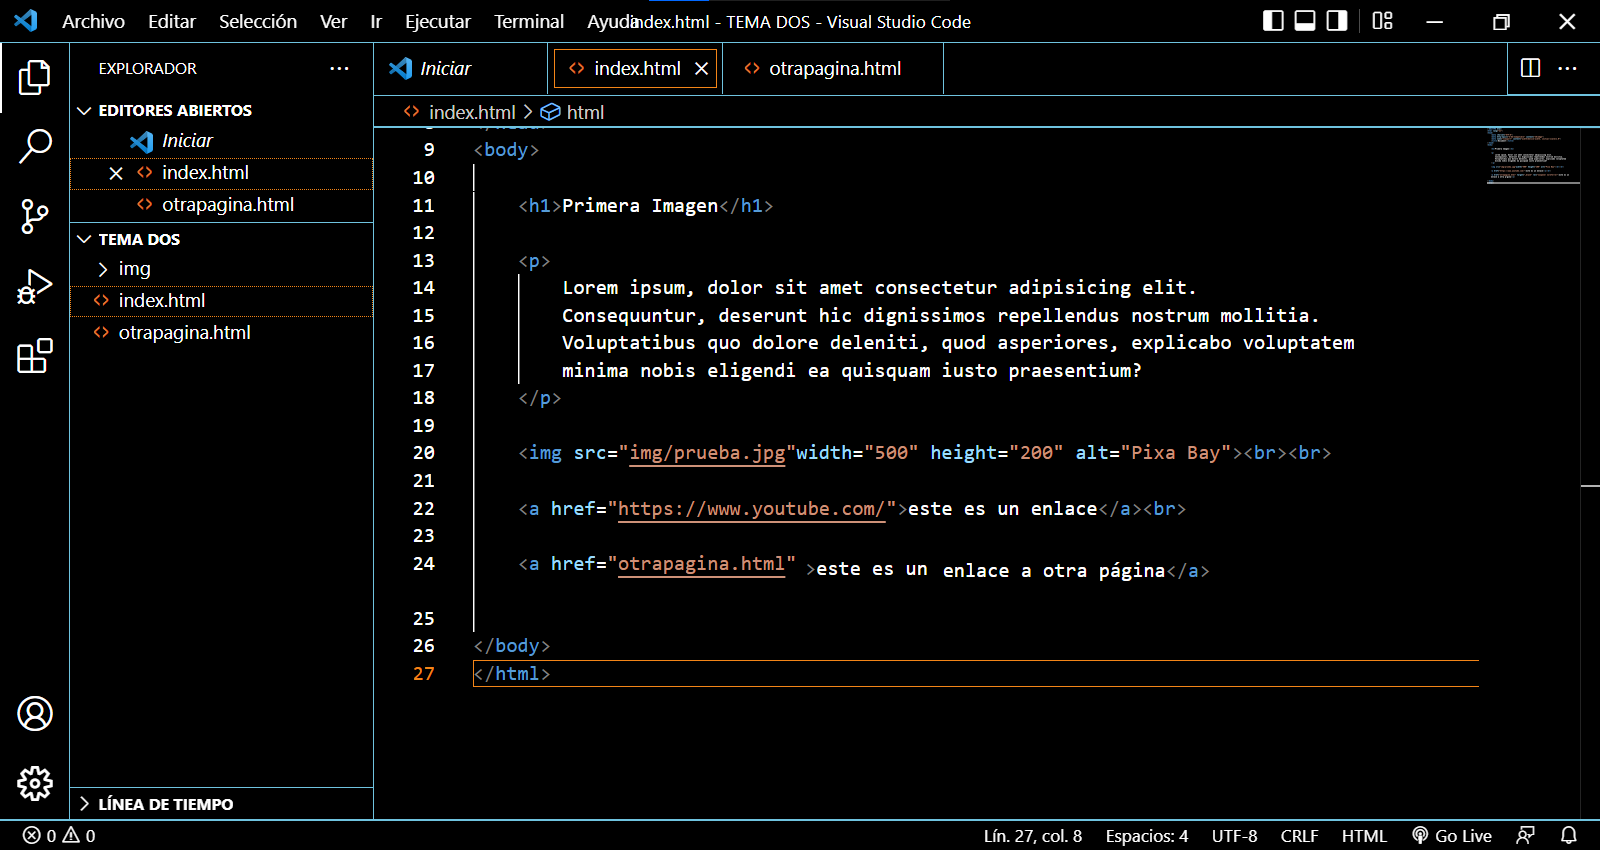 Archivo Editar Selección Ver Ir Ejecutar Terminal Ayuda index.html - TEMA DOS - Visual Studio Code
EXPLORADOR ···
EDITORES ABIERTOS
Iniciar
index.html
otrapagina.html
TEMA DOS
img
index.html
otrapagina.html
LÍNEA DE TIEMPO
Iniciar index.html otrapagina.html
index.html > html
9 <body>
10
11 <h1>Primera Imagen</h1>
12
13 <p>
14 Lorem ipsum, dolor sit amet consectetur adipisicing elit.
15 Consequuntur, deserunt hic dignissimos repellendus nostrum mollitia.
16 Voluptatibus quo dolore deleniti, quod asperiores, explicabo voluptatem
17 minima nobis eligendi ea quisquam iusto praesentium?
18 </p>
19
20 <img src="img/prueba.jpg"width="500" height="200" alt="Pixa Bay"><br><br>
21
22 <a href="https://www.youtube.com/">este es un enlace</a><br>
23
24 <a href="otrapagina.html" >este es un enlace a otra página</a>
25
26 </body>
27 </html>
0 0 Lín. 27, col. 8 Espacios: 4 UTF-8 CRLF HTML Go Live